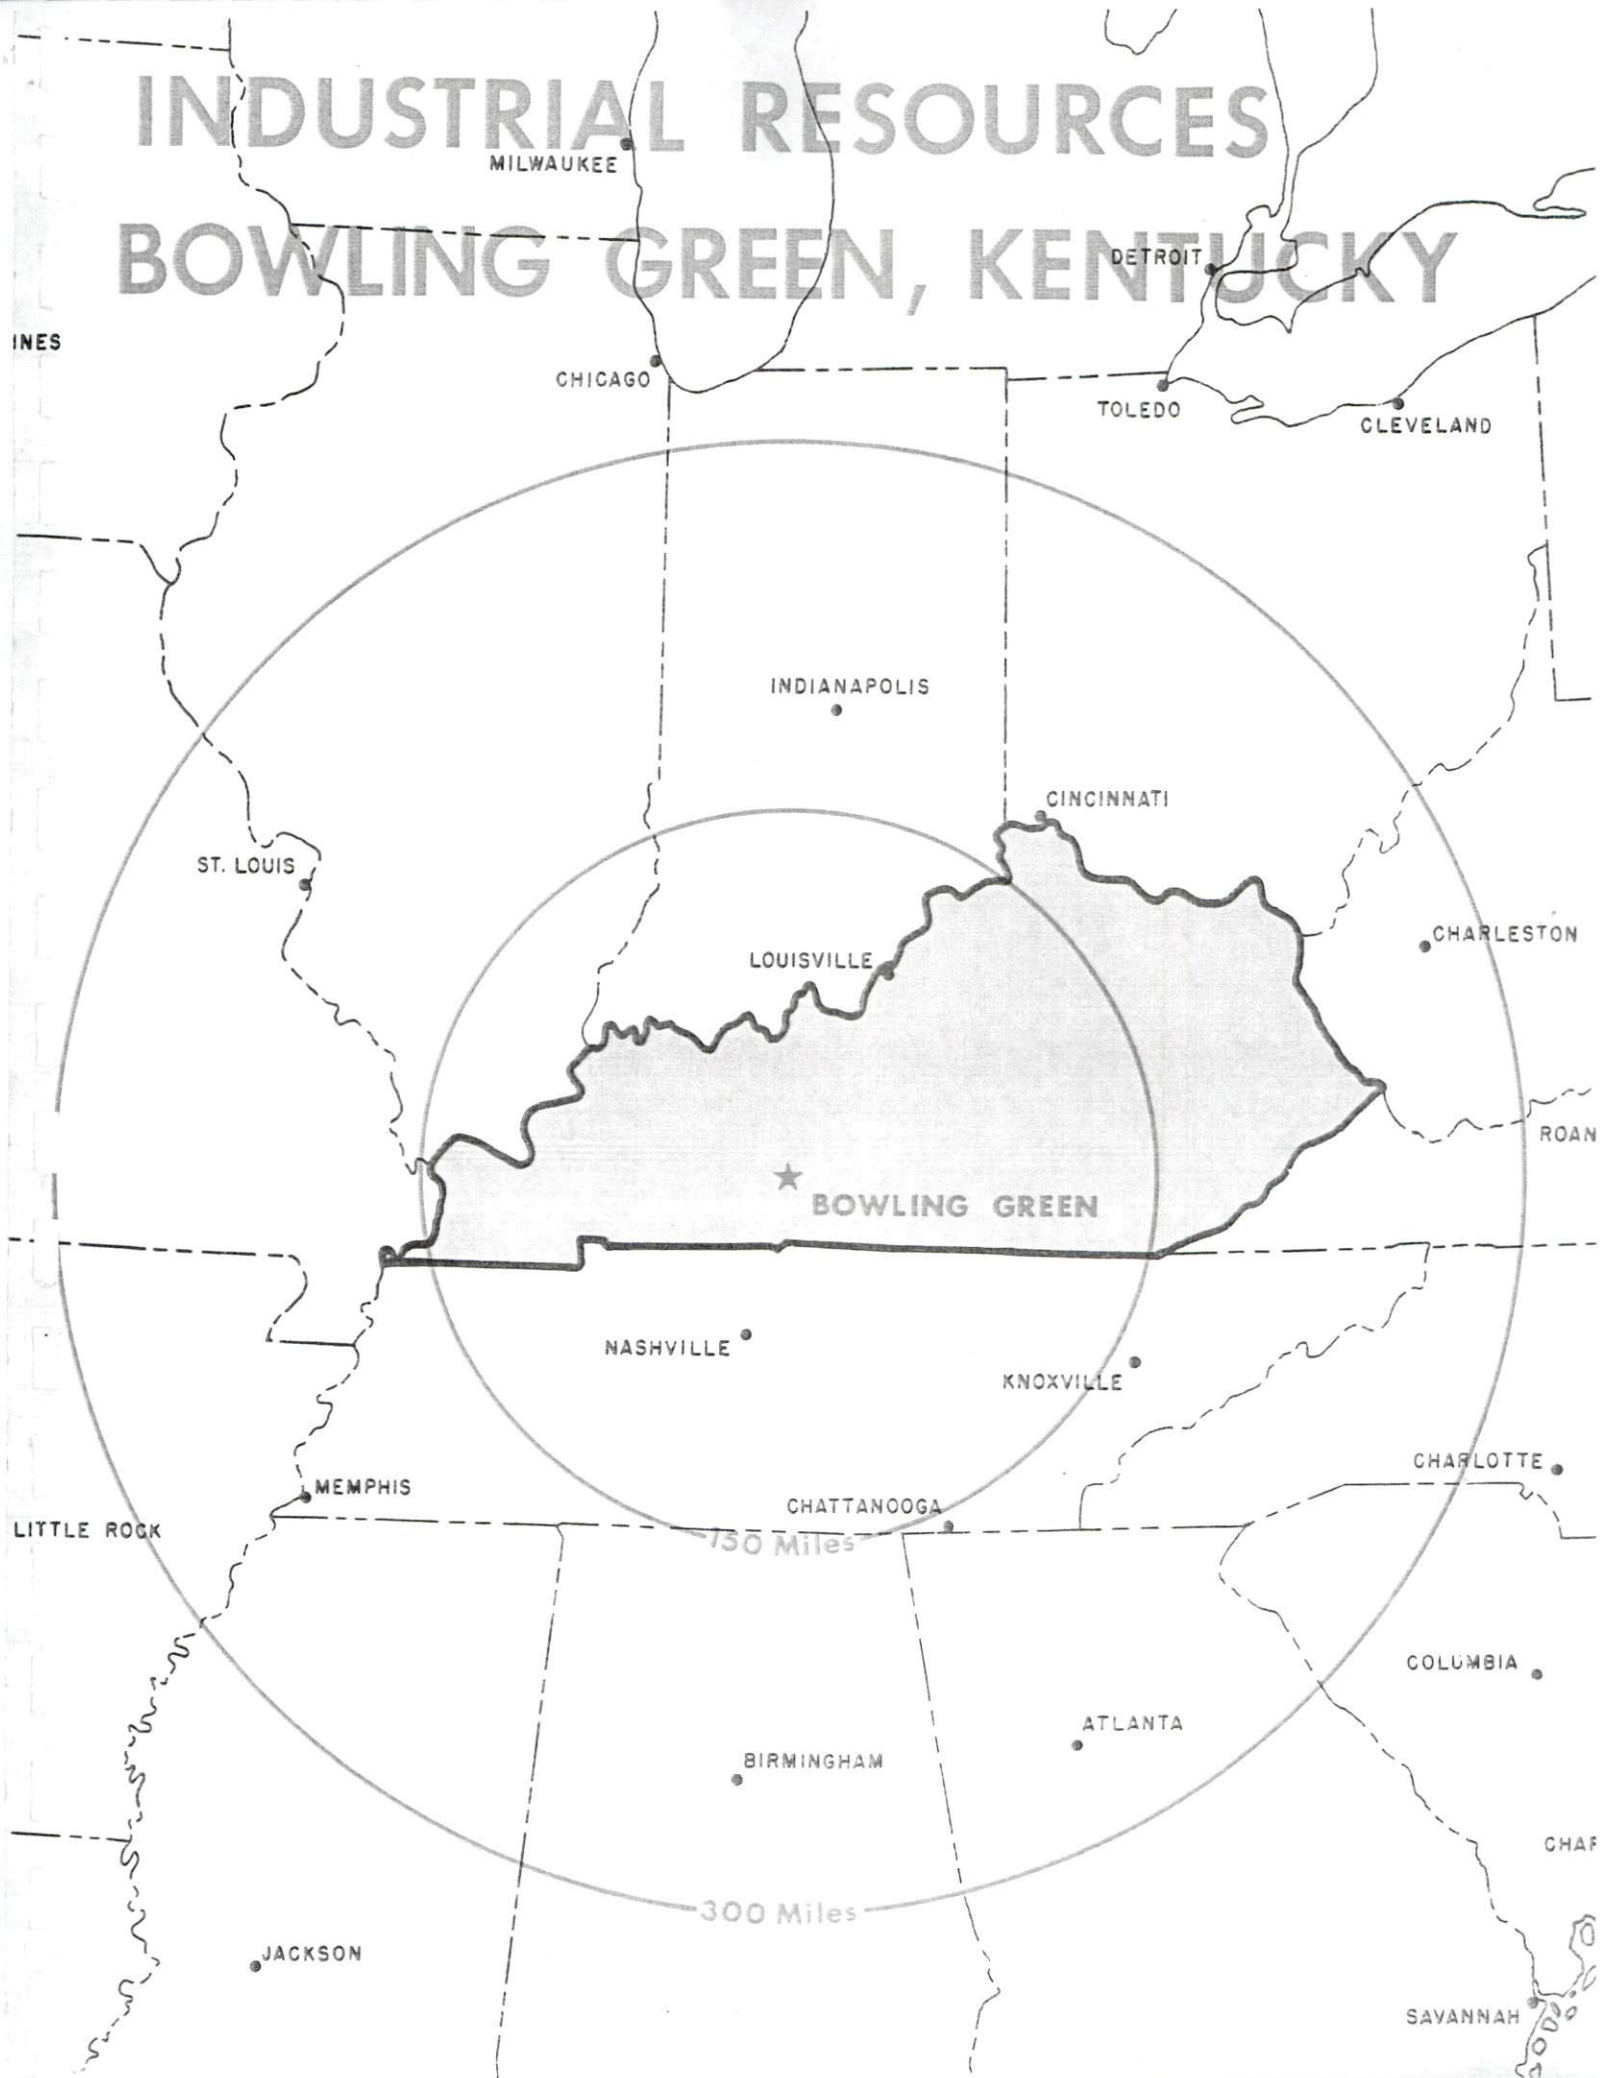 INDUSTRIAL RESOURCES
MILWAUKEE
BOWLING GREEN, KENTUCKY
DETROIT
INES
CHICAGO
TOLEDO
CLEVELAND
INDIANAPOLIS
CINCINNATI
ST. LOUIS
CHARLESTON
LOUISVILLE
ROAN
BOWLING GREEN
NASHVILLE
KNOXVILLE
CHARLOTTE
MEMPHIS
CHATTANOOGA
LITTLE ROCK
150 Miles
COLUMBIA
ATLANTA
BIRMINGHAM
CHAR
300 Miles
JACKSON
SAVANNAH